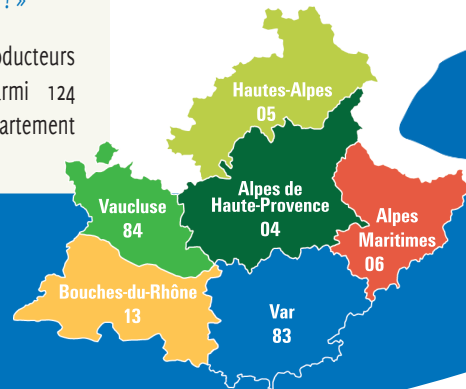 ! »
oducteurs
rmi 124
artement
Hautes-Alpes
05
Alpes de
Haute-Provence
04
Vaucluse
84
Alpes
Maritimes
06
Bouches-du-Rhône
13
Var
83